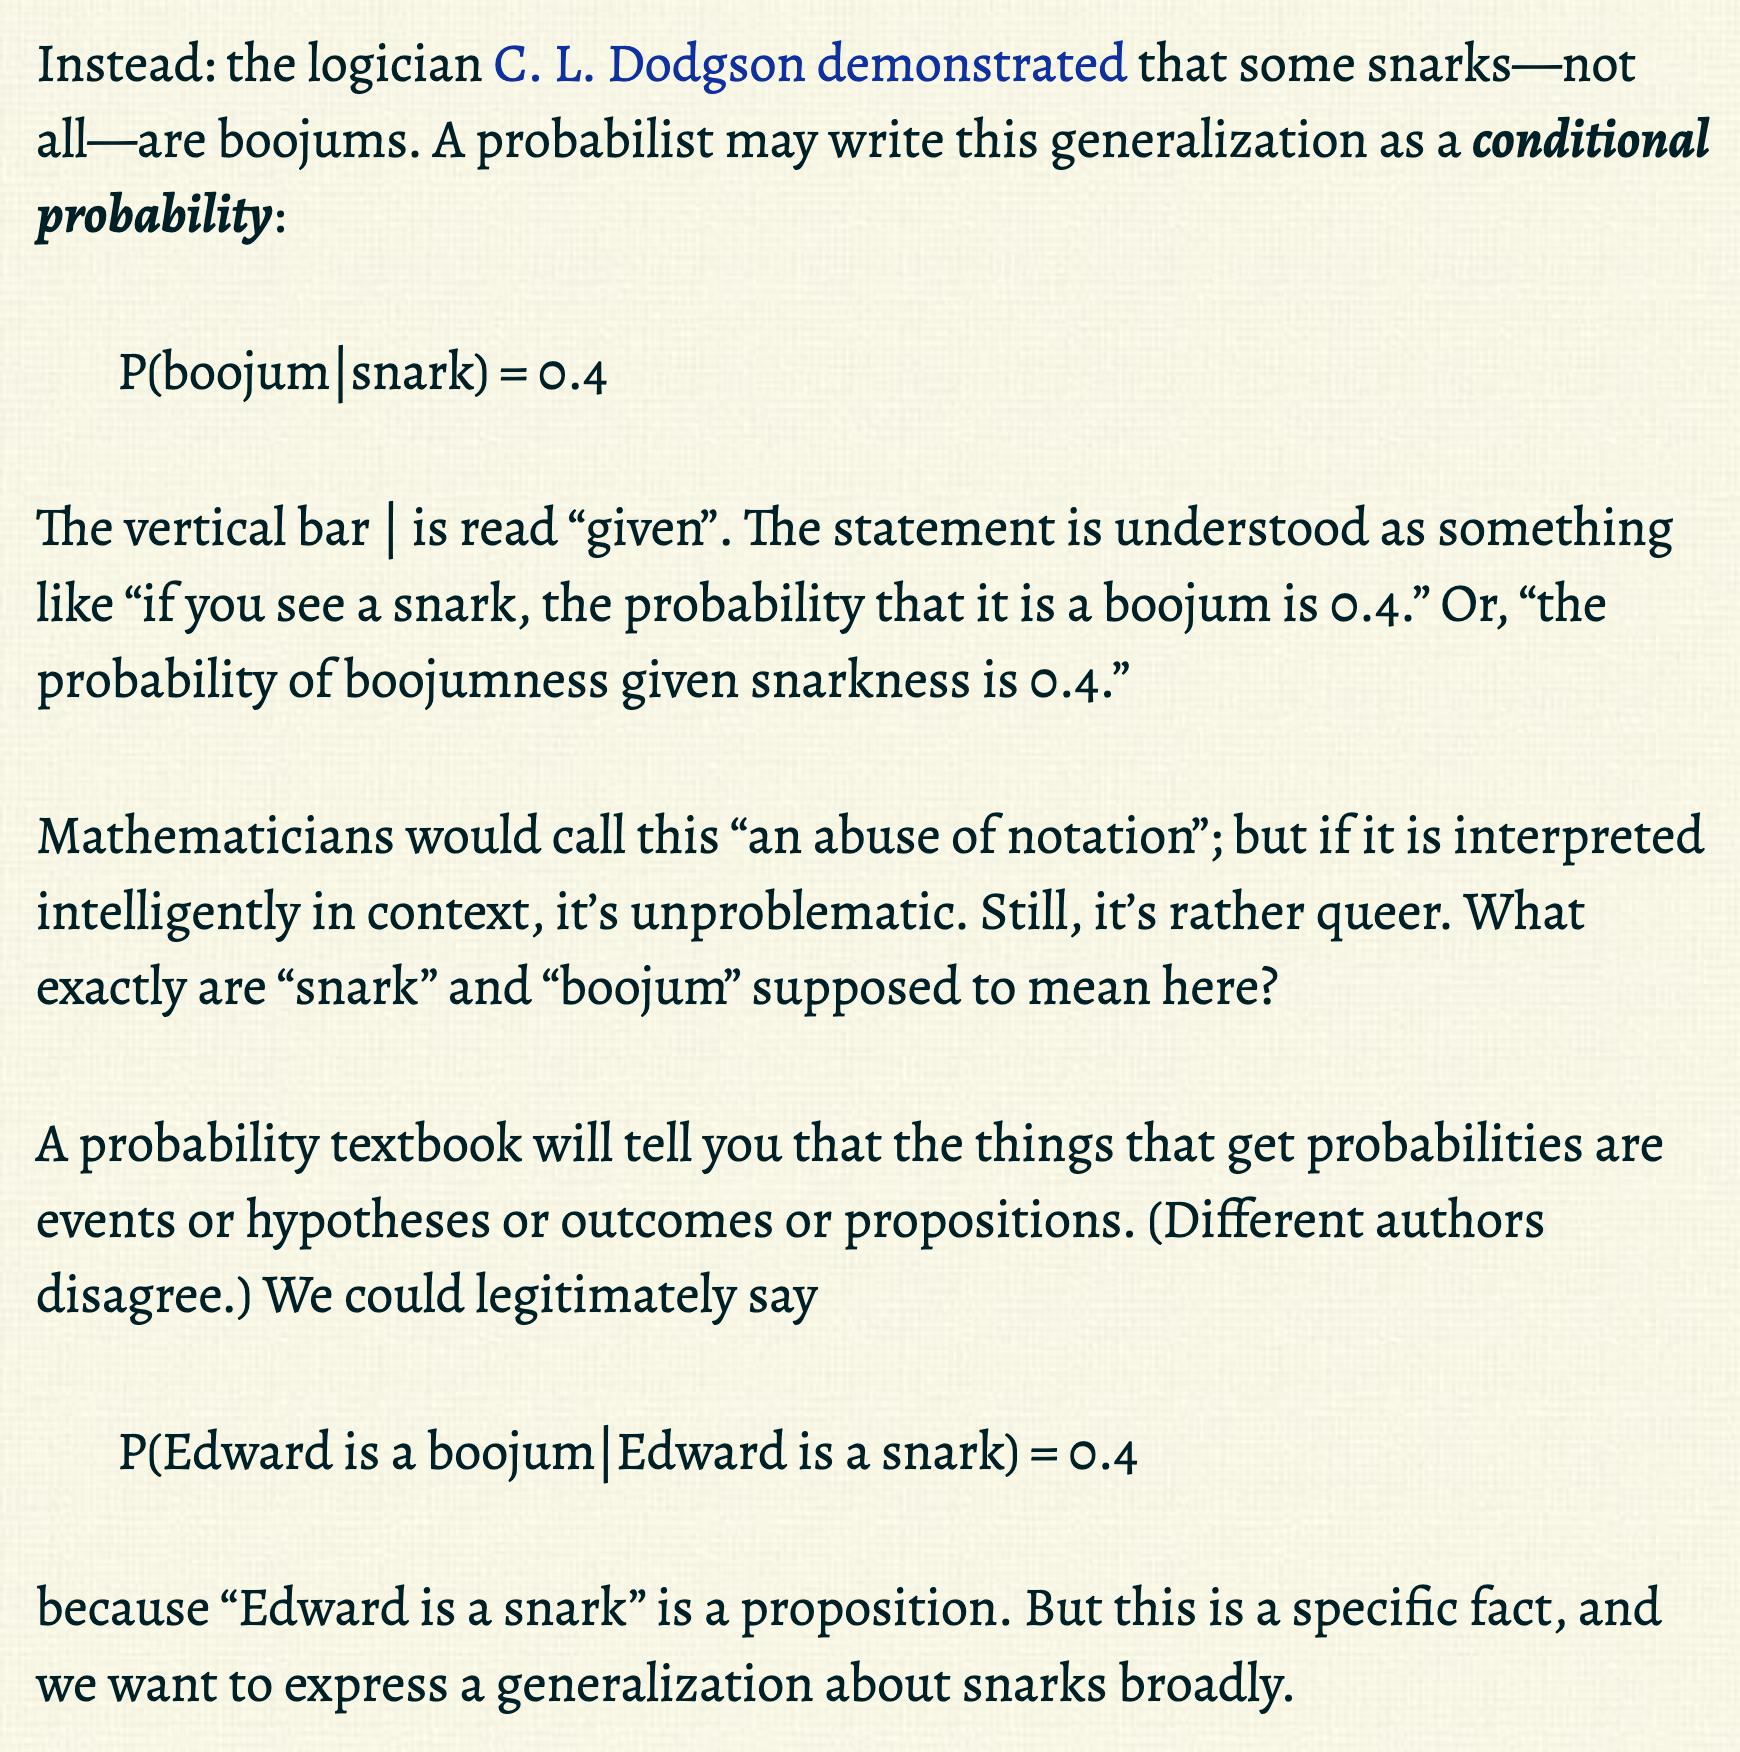 Instead: the logician C. L. Dodgson demonstrated that some snarks—not
all—are boojums. A probabilist may write this generalization as a conditional
probability:
P(boojum|snark) = 0.4
The vertical bar | is read “given”. The statement is understood as something
like “if you see a snark, the probability that it is a boojum is 0.4.” Or, “the
probability of boojumness given snarkness is 0.4.”
Mathematicians would call this “an abuse of notation”; but if it is interpreted
intelligently in context, it’s unproblematic. Still, it’s rather queer. What
exactly are “snark” and “boojum” supposed to mean here?
A probability textbook will tell you that the things that get probabilities are
events or hypotheses or outcomes or propositions. (Different authors
disagree.) We could legitimately say
P(Edward is a boojum|Edward is a snark) = 0.4
because “Edward is a snark” is a proposition. But this is a specific fact, and
we want to express a generalization about snarks broadly.